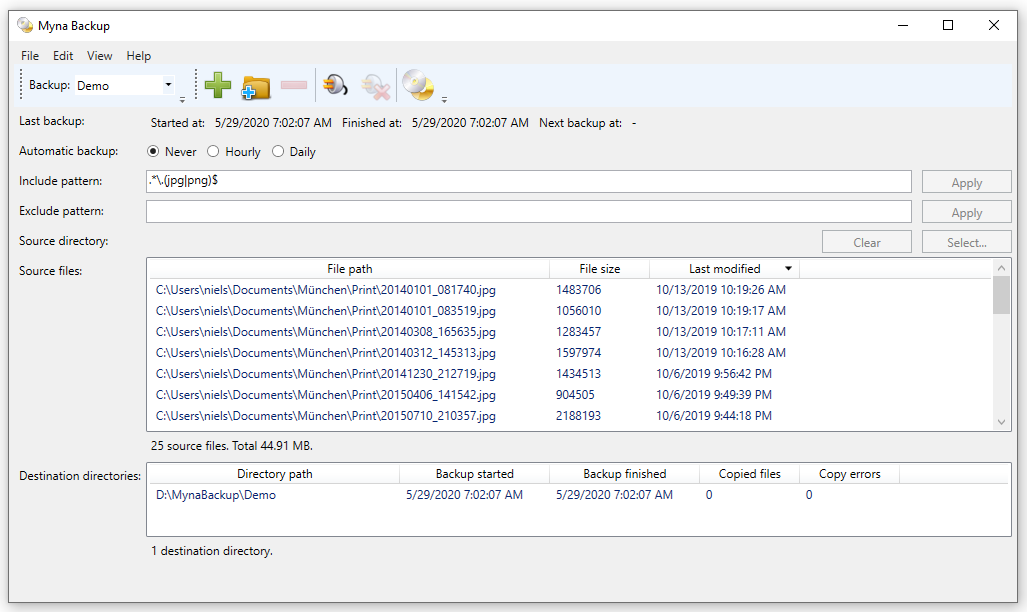 Myna Backup
File Edit View Help
Backup: Demo
Last backup: Started at: 5/29/2020 7:02:07 AM Finished at: 5/29/2020 7:02:07 AM Next backup at: -
Automatic backup: Never Hourly Daily
Include pattern: .*\.(jpg|png)$ Apply
Exclude pattern: Apply
Source directory: Clear Select...
Source files: File path File size Last modified
C:\Users\niels\Documents\München\Print\20140101_081740.jpg 1483706 10/13/2019 10:19:26 AM
C:\Users\niels\Documents\München\Print\20140101_083519.jpg 1056010 10/13/2019 10:19:17 AM
C:\Users\niels\Documents\München\Print\20140308_165635.jpg 1283457 10/13/2019 10:17:11 AM
C:\Users\niels\Documents\München\Print\20140312_145313.jpg 1597974 10/13/2019 10:16:28 AM
C:\Users\niels\Documents\München\Print\20141230_212719.jpg 1434513 10/6/2019 9:56:42 PM
C:\Users\niels\Documents\München\Print\20150406_141542.jpg 904505 10/6/2019 9:49:39 PM
C:\Users\niels\Documents\München\Print\20150710_210357.jpg 2188193 10/6/2019 9:44:18 PM
25 source files. Total 44.91 MB.
Destination directories: Directory path Backup started Backup finished Copied files Copy errors
D:\MynaBackup\Demo 5/29/2020 7:02:07 AM 5/29/2020 7:02:07 AM 0 0
1 destination directory.